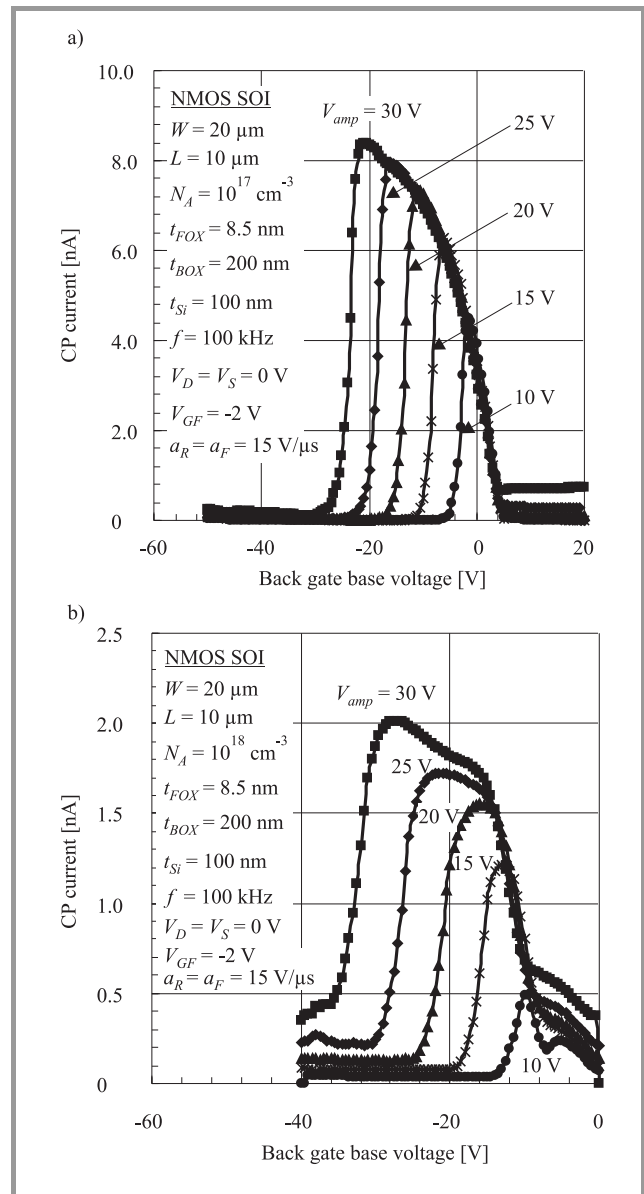 a)
10.0
8.0
6.0
4.0
2.0
0
CP current [nA]
NMOS SOI
W = 20 µm
L = 10 µm
N_A = 10^17 cm^-3
t_FOX = 8.5 nm
t_BOX = 200 nm
t_Si = 100 nm
f = 100 kHz
V_D = V_S = 0 V
V_GF = -2 V
a_R = a_F = 15 V/µs
V_amp = 30 V
25 V
20 V
15 V
10 V
-60 -40 -20 0 20
Back gate base voltage [V]
b)
2.5
2.0
1.5
1.0
0.5
0
CP current [nA]
NMOS SOI
W = 20 µm
L = 10 µm
N_A = 10^18 cm^-3
t_FOX = 8.5 nm
t_BOX = 200 nm
t_Si = 100 nm
f = 100 kHz
V_D = V_S = 0 V
V_GF = -2 V
a_R = a_F = 15 V/µs
V_amp = 30 V
25 V
20 V
15 V
10 V
-60 -40 -20 0
Back gate base voltage [V]